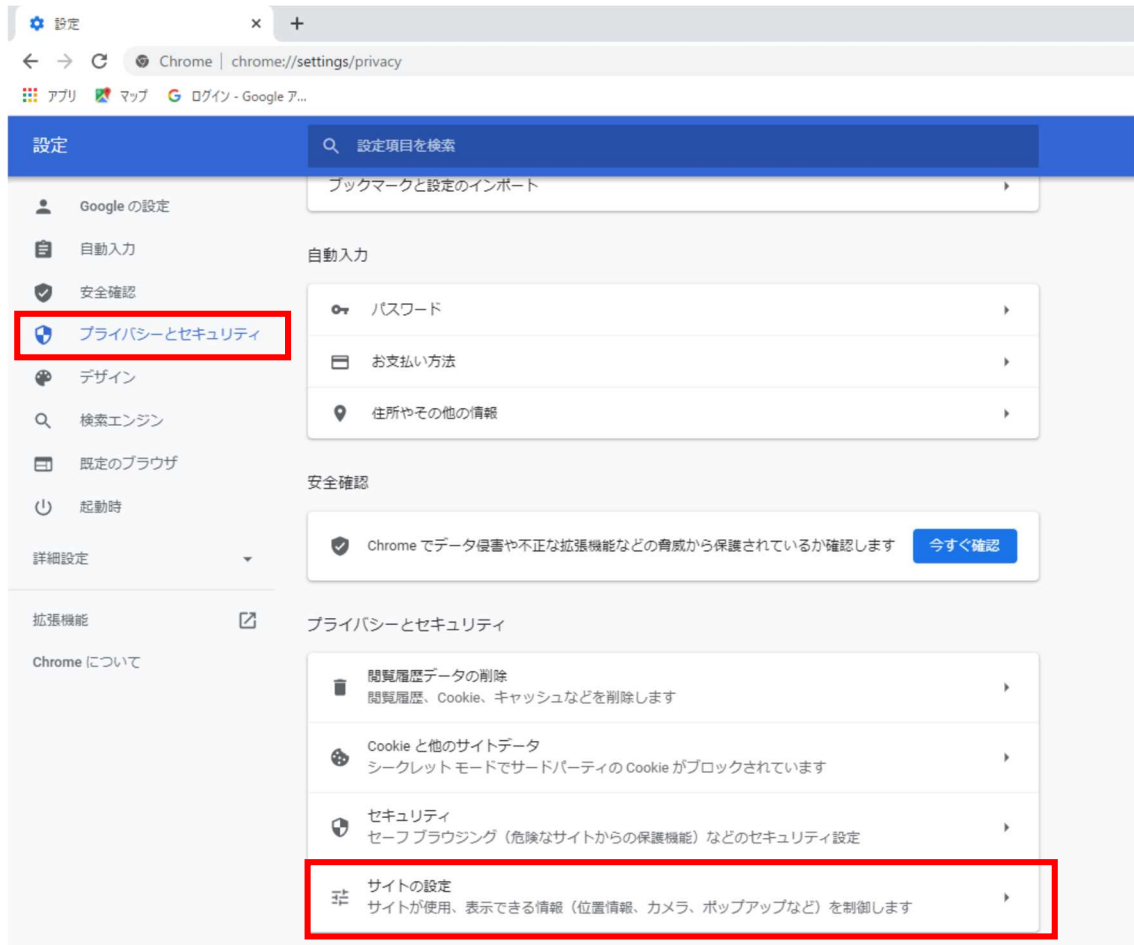 設定
Chrome | chrome://settings/privacy
アプリ マップ ログイン - Google ア...
設定
設定項目を検索
ブックマークと設定のインポート
Google の設定
自動入力
安全確認
プライバシーとセキュリティ
デザイン
検索エンジン
既定のブラウザ
起動時
詳細設定
拡張機能
Chrome について
自動入力
パスワード
お支払い方法
住所やその他の情報
安全確認
Chrome でデータ侵害や不正な拡張機能などの脅威から保護されているか確認します
今すぐ確認
プライバシーとセキュリティ
閲覧履歴データの削除
閲覧履歴、Cookie、キャッシュなどを削除します
Cookie と他のサイトデータ
シークレット モードでサードパーティの Cookie がブロックされています
セキュリティ
セーフ ブラウジング（危険なサイトからの保護機能）などのセキュリティ設定
サイトの設定
サイトが使用、表示できる情報（位置情報、カメラ、ポップアップなど）を制御します